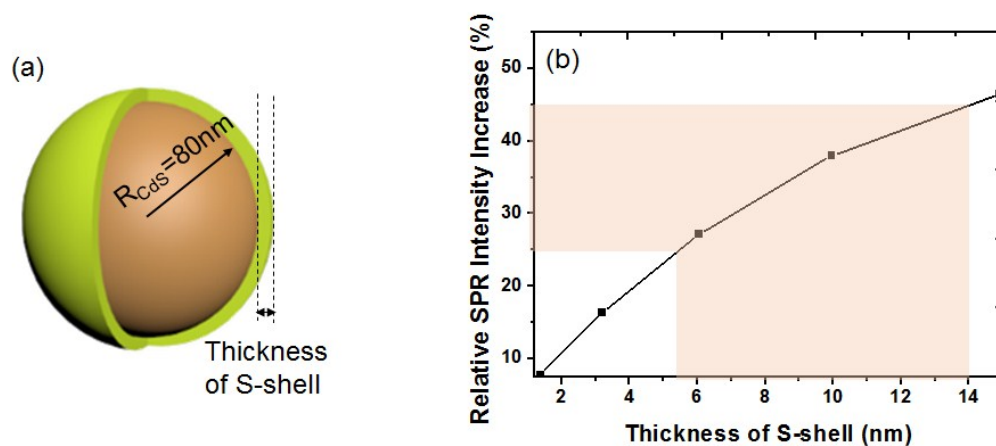 (a)
R_CdS=80nm
Thickness
of S-shell
(b)
Relative SPR Intensity Increase (%)
50
40
30
20
10
2 4 6 8 10 12 14
Thickness of S-shell (nm)